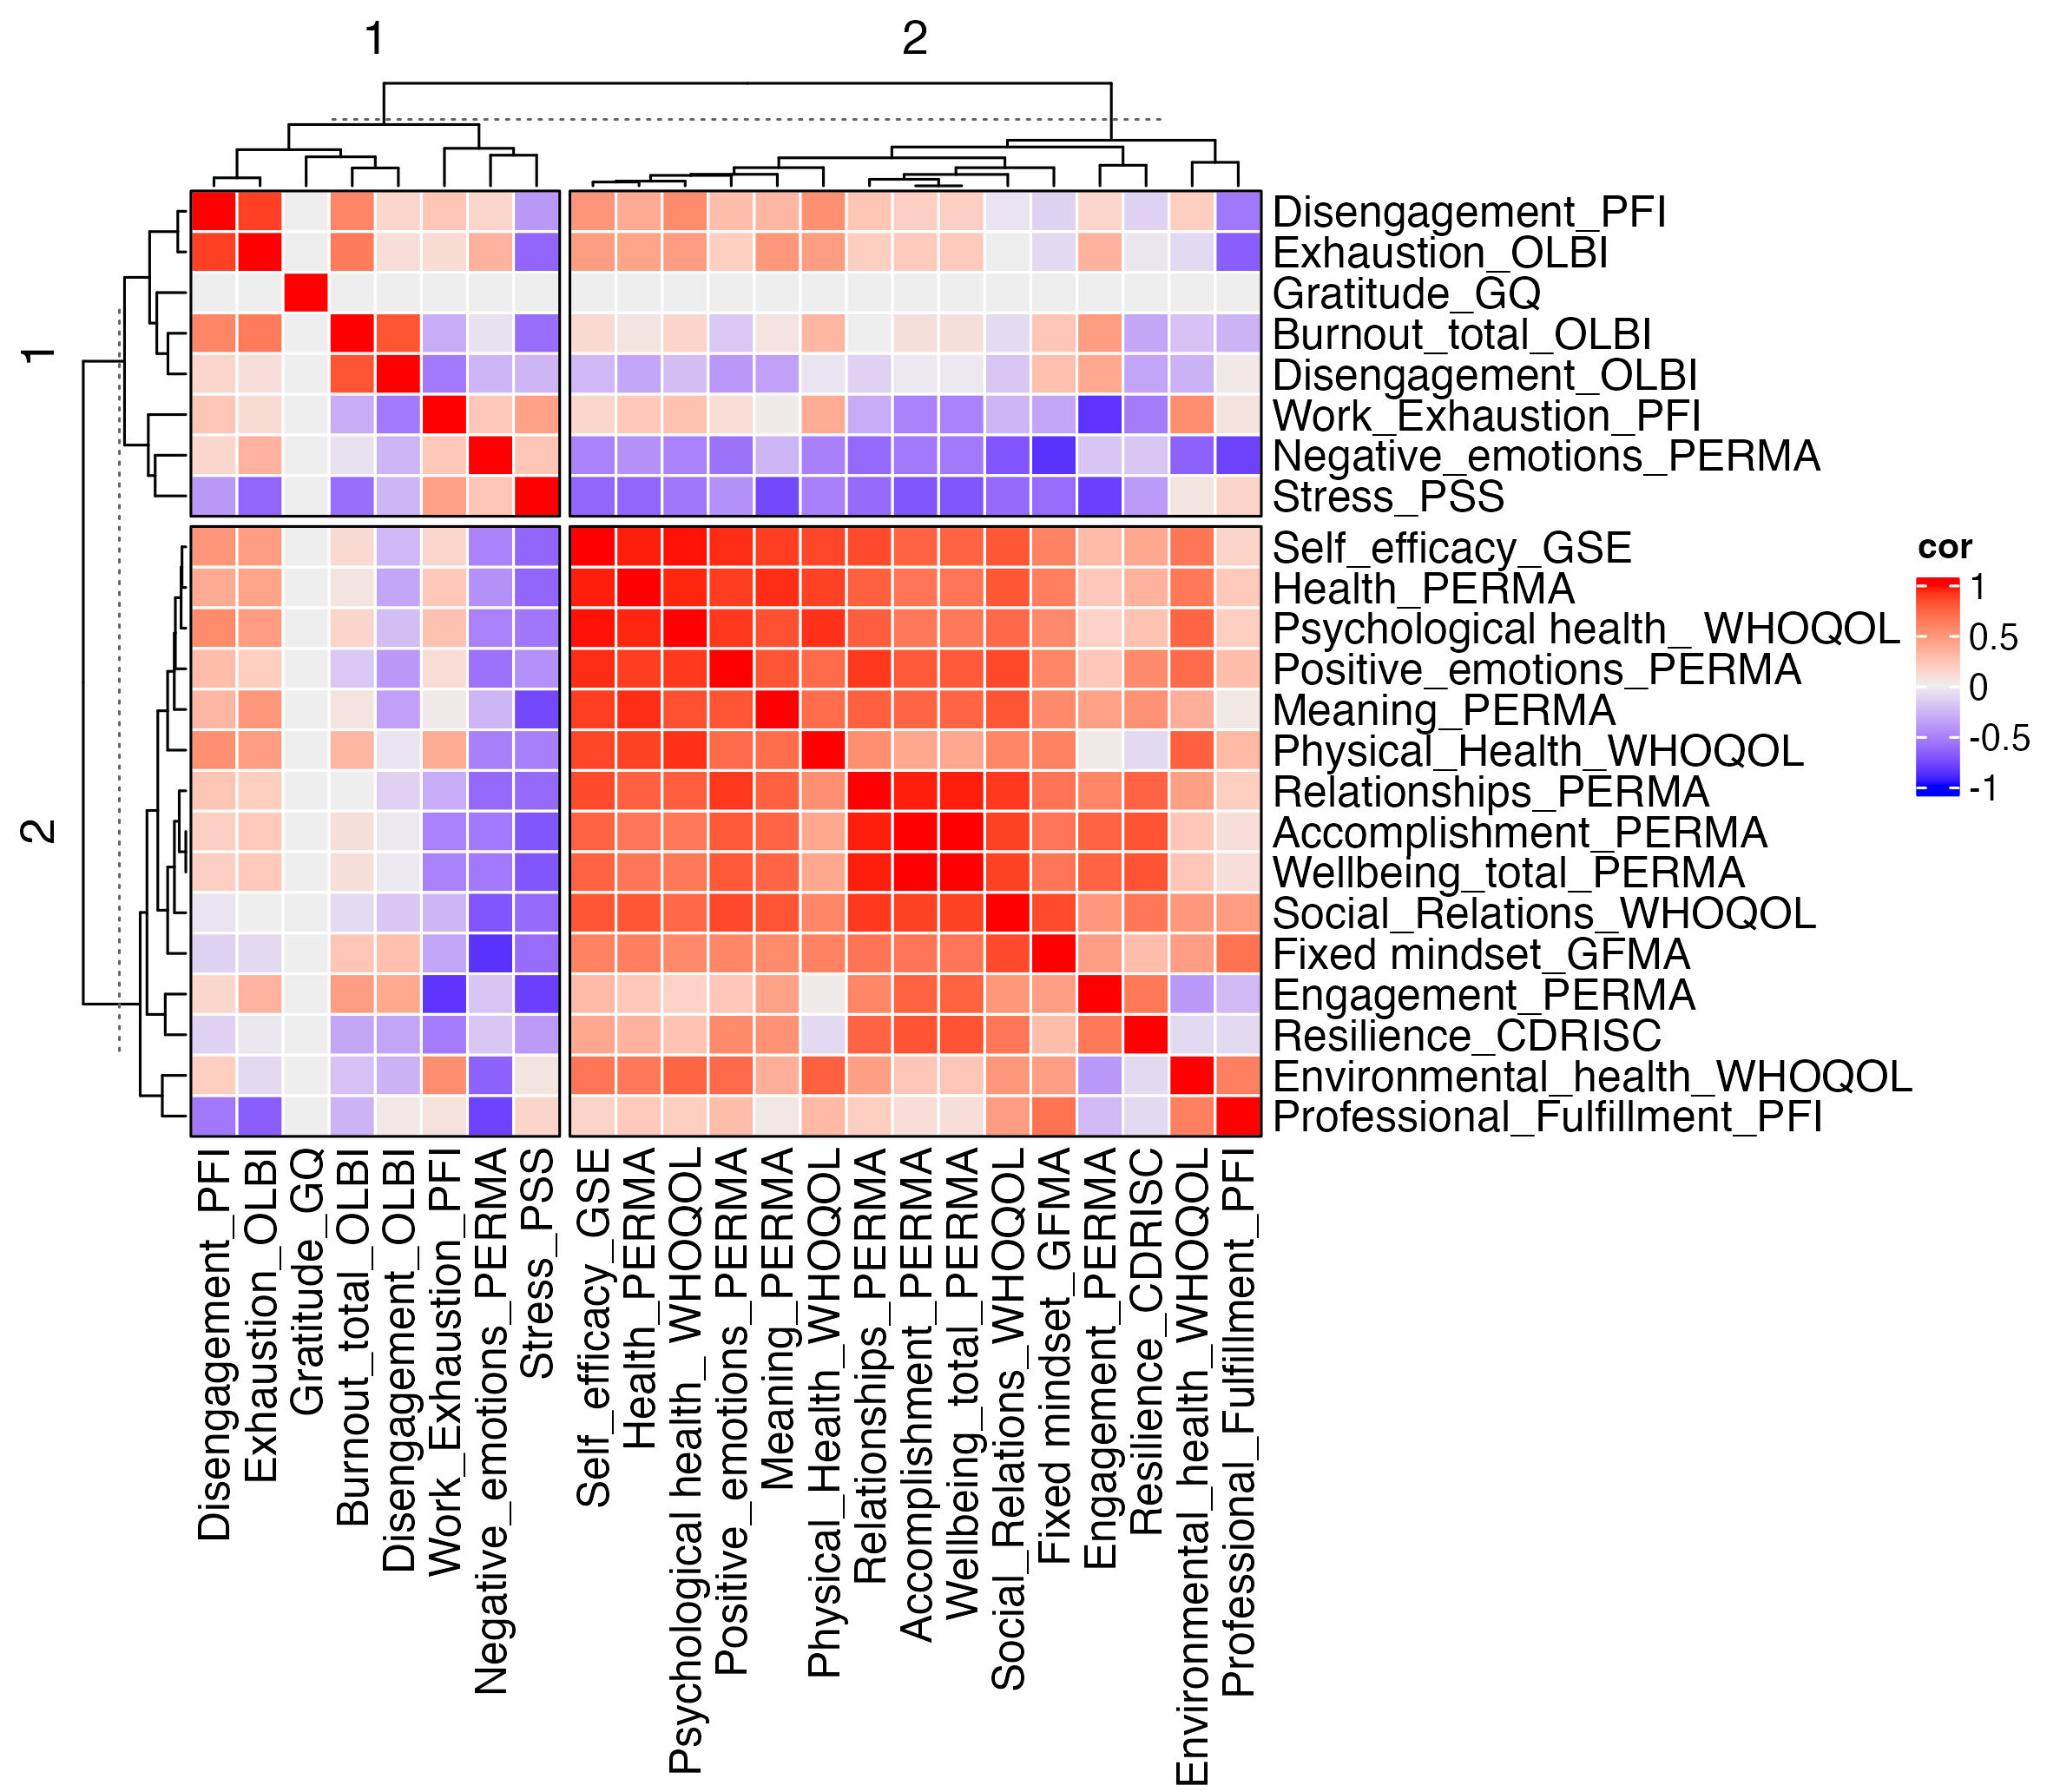 1
2
1
2
Disengagement_PFI
Exhaustion_OLBI
Gratitude_GQ
Burnout_total_OLBI
Disengagement_OLBI
Work_Exhaustion_PFI
Negative_emotions_PERMA
Stress_PSS
Self_efficacy_GSE
Health_PERMA
Psychological health_ WHOQOL
Positive_emotions_PERMA
Meaning_PERMA
Physical_Health_WHOQOL
Relationships_PERMA
Accomplishment_PERMA
Wellbeing_total_PERMA
Social_Relations_WHOQOL
Fixed mindset_GFMA
Engagement_PERMA
Resilience_CDRISC
Environmental_health_WHOQOL
Professional_Fulfillment_PFI
cor
1
0.5
0
-0.5
-1
Disengagement_PFI
Exhaustion_OLBI
Gratitude_GQ
Burnout_total_OLBI
Disengagement_OLBI
Work_Exhaustion_PFI
Negative_emotions_PERMA
Stress_PSS
Self_efficacy_GSE
Health_PERMA
Psychological health_ WHOQOL
Positive_emotions_PERMA
Meaning_PERMA
Physical_Health_WHOQOL
Relationships_PERMA
Accomplishment_PERMA
Wellbeing_total_PERMA
Social_Relations_WHOQOL
Fixed mindset_GFMA
Engagement_PERMA
Resilience_CDRISC
Environmental_health_WHOQOL
Professional_Fulfillment_PFI